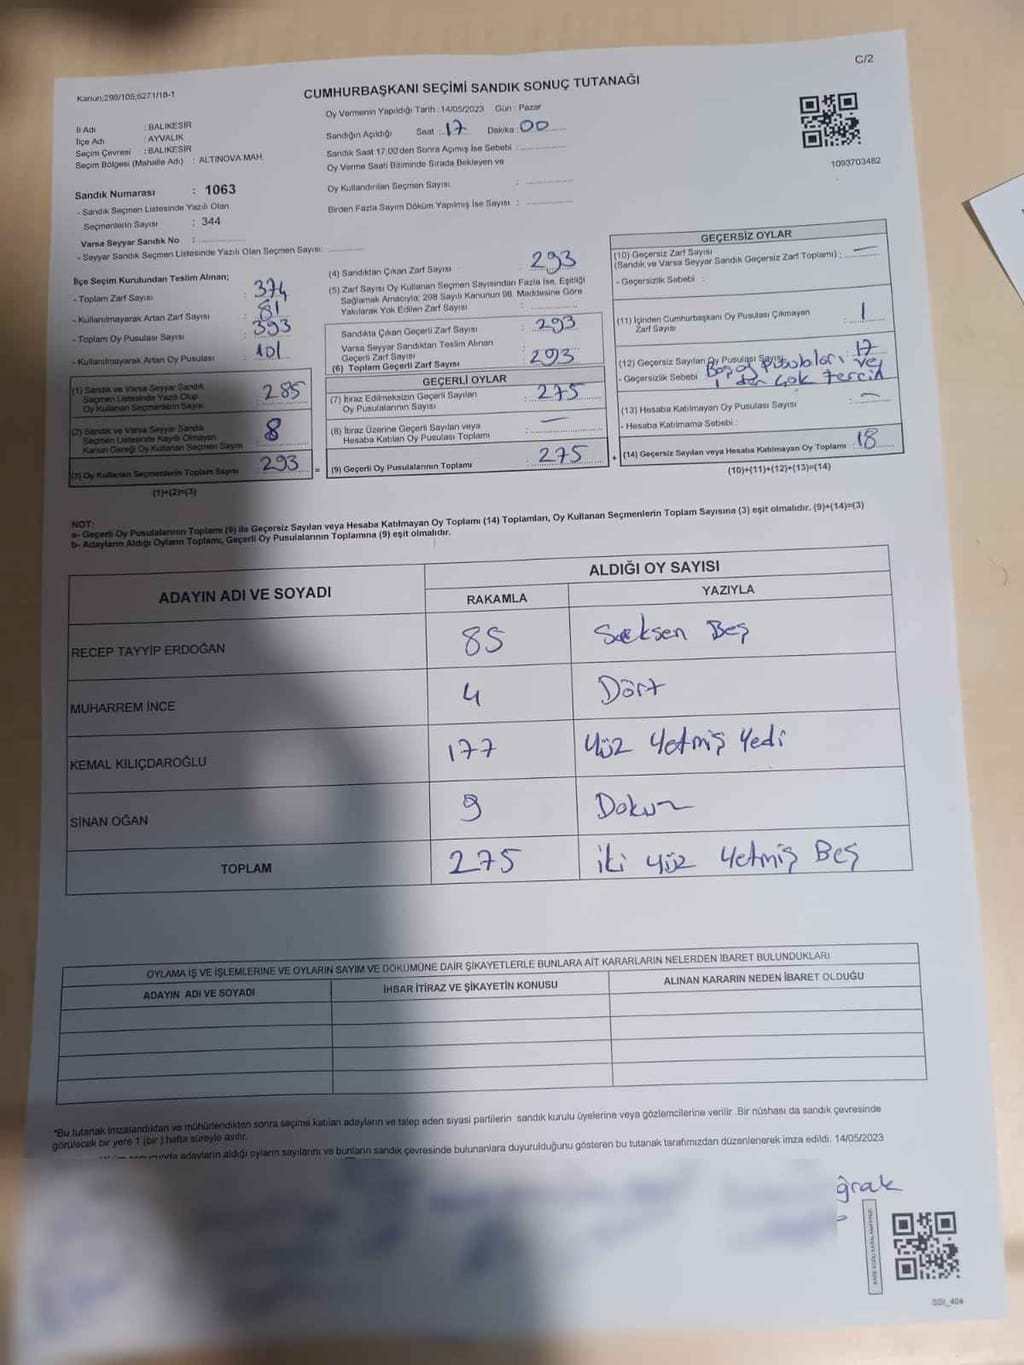 C/2
Kanun;298/105;6271/18-1
CUMHURBAŞKANI SEÇİMİ SANDIK SONUÇ TUTANAĞI
Oy Vermenin Yapıldığı Tarih : 14/05/2023 Gün : Pazar
İl Adı : BALIKESİR
İlçe Adı : AYVALIK
Seçim Çevresi : BALIKESİR
Seçim Bölgesi (Mahalle Adı) : ALTINOVA MAH.
Sandığın Açıldığı Saat : 17 Dakika : 00
Sandık Saat 17:00'den Sonra Açımış İse Sebebi :
Oy Verme Saati Bitiminde Sırada Bekleyen ve
Oy Kullandırılan Seçmen Sayısı :
Birden Fazla Sayım Döküm Yapılmış İse Sayısı :
1093703482
Sandık Numarası : 1063
- Sandık Seçmen Listesinde Yazılı Olan
Seçmenlerin Sayısı : 344
Varsa Seyyar Sandık No :
- Seyyar Sandık Seçmen Listesinde Yazılı Olan Seçmen Sayısı:
İlçe Seçim Kurulundan Teslim Alınan;
- Toplam Zarf Sayısı : 374
- Kullanılmayarak Artan Zarf Sayısı : 81
- Toplam Oy Pusulası Sayısı : 393
- Kullanılmayarak Artan Oy Pusulası : 101
(1) Sandık ve Varsa Seyyar Sandık
Seçmen Listesinde Yazılı Olup
Oy Kullanan Seçmenlerin Sayısı : 285
(2) Sandık ve Varsa Seyyar Sandık
Seçmen Listesinde Kayıtlı Olmayan
Kanun Gereği Oy Kullanan Seçmen Sayısı : 8
(3) Oy Kullanan Seçmenlerin Toplam Sayısı : 293
(1)+(2)=(3)
(4) Sandıktan Çıkan Zarf Sayısı : 293
(5) Zarf Sayısı Oy Kullanan Seçmen Sayısından Fazla İse, Eşitliği
Sağlamak Amacıyla; 298 Sayılı Kanunun 98. Maddesine Göre
Yakılarak Yok Edilen Zarf Sayısı :
Sandıkta Çıkan Geçerli Zarf Sayısı : 293
Varsa Seyyar Sandıktan Teslim Alınan
Geçerli Zarf Sayısı :
(6) Toplam Geçerli Zarf Sayısı : 293
GEÇERLİ OYLAR
(7) İtiraz Edilmeksizin Geçerli Sayılan
Oy Pusulalarının Sayısı : 275
(8) İtiraz Üzerine Geçerli Sayılan veya
Hesaba Katılan Oy Pusulası Toplamı : —
= (9) Geçerli Oy Pusulalarının Toplamı : 275
GEÇERSİZ OYLAR
(10) Geçersiz Zarf Sayısı
(Sandık ve Varsa Seyyar Sandık Geçersiz Zarf Toplamı) : —
- Geçersizlik Sebebi :
(11) İçinden Cumhurbaşkanı Oy Pusulası Çıkmayan
Zarf Sayısı : 1
(12) Geçersiz Sayılan Oy Pusulası Sayısı : 17
- Geçersizlik Sebebi : Boş oy pusulaları ve
1 den çok tercih
(13) Hesaba Katılmayan Oy Pusulası Sayısı : —
- Hesaba Katılmama Sebebi :
+ (14) Geçersiz Sayılan veya Hesaba Katılmayan Oy Toplamı : 18
(10)+(11)+(12)+(13)=(14)
NOT:
a- Geçerli Oy Pusulalarının Toplamı (9) ile Geçersiz Sayılan veya Hesaba Katılmayan Oy Toplamı (14) Toplamları, Oy Kullanan Seçmenlerin Toplam Sayısına (3) eşit olmalıdır. (9)+(14)=(3)
b- Adayların Aldığı Oyların Toplamı, Geçerli Oy Pusulalarının Toplamına (9) eşit olmalıdır.
ADAYIN ADI VE SOYADI
ALDIĞI OY SAYISI
RAKAMLA YAZIYLA
RECEP TAYYİP ERDOĞAN 85 Seksen Beş
MUHARREM İNCE 4 Dört
KEMAL KILIÇDAROĞLU 177 Yüz Yetmiş Yedi
SİNAN OĞAN 9 Dokuz
TOPLAM 275 iki yüz Yetmiş Beş
OYLAMA İŞ VE İŞLEMLERİNE VE OYLARIN SAYIM VE DÖKÜMÜNE DAİR ŞİKAYETLERLE BUNLARA AİT KARARLARIN NELERDEN İBARET BULUNDUKLARI
ADAYIN ADI VE SOYADI İHBAR İTİRAZ VE ŞİKAYETİN KONUSU ALINAN KARARIN NEDEN İBARET OLDUĞU
*Bu tutanak imzalandıktan ve mühürlendikten sonra seçime katılan adayların ve talep eden siyasi partilerin sandık kurulu üyelerine veya gözlemcilerine verilir .Bir nüshası da sandık çevresinde
görülecek bir yere 1 (bir ) hafta süreyle asılır.
adayların aldığı oyların sayılarını ve bunların sandık çevresinde bulunanlara duyurulduğunu gösteren bu tutanak tarafımızdan düzenlenerek imza edildi. 14/05/2023
ğrak
KARE KODU KARALAMAYINIZ!
SSI_404